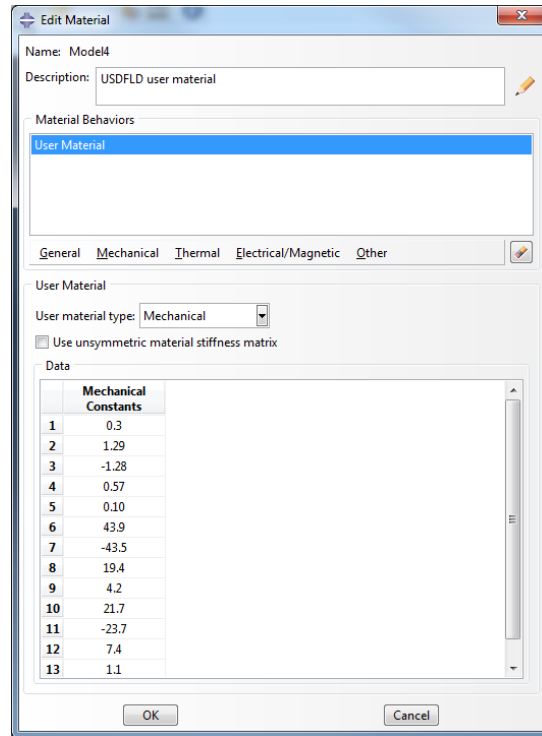 Edit Material
Name: Model4
Description: USDFLD user material
Material Behaviors
User Material
General Mechanical Thermal Electrical/Magnetic Other
User Material
User material type: Mechanical
Use unsymmetric material stiffness matrix
Data
Mechanical
Constants
1 0.3
2 1.29
3 -1.28
4 0.57
5 0.10
6 43.9
7 -43.5
8 19.4
9 4.2
10 21.7
11 -23.7
12 7.4
13 1.1
OK Cancel